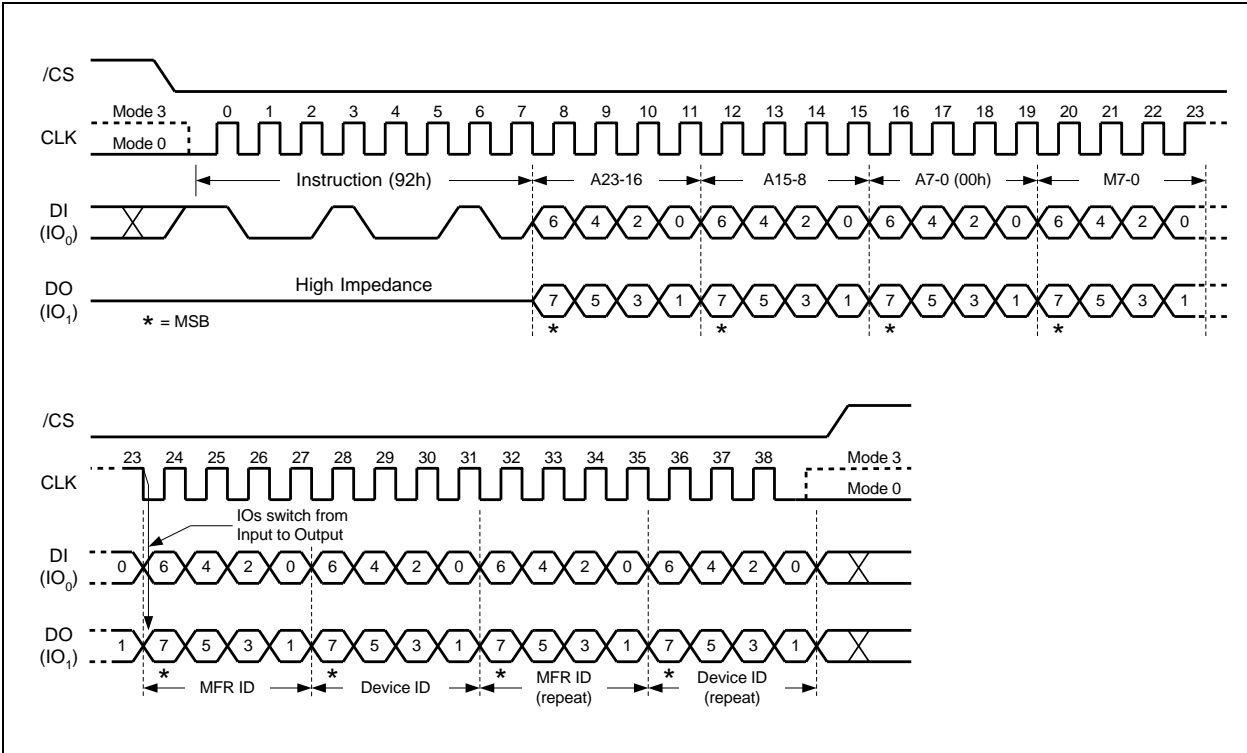 /CS
Mode 3 0 1 2 3 4 5 6 7 8 9 10 11 12 13 14 15 16 17 18 19 20 21 22 23
CLK Mode 0
Instruction (92h) A23-16 A15-8 A7-0 (00h) M7-0
DI
(IO0) 6 4 2 0 6 4 2 0 6 4 2 0 6 4 2 0
High Impedance
DO
(IO1) 7 5 3 1 7 5 3 1 7 5 3 1 7 5 3 1
* = MSB * * * *
/CS
23 24 25 26 27 28 29 30 31 32 33 34 35 36 37 38 Mode 3
CLK Mode 0
IOs switch from
Input to Output
DI
(IO0) 0 6 4 2 0 6 4 2 0 6 4 2 0 6 4 2 0
DO
(IO1) 1 7 5 3 1 7 5 3 1 7 5 3 1 7 5 3 1
* * * *
MFR ID Device ID MFR ID
(repeat) Device ID
(repeat)